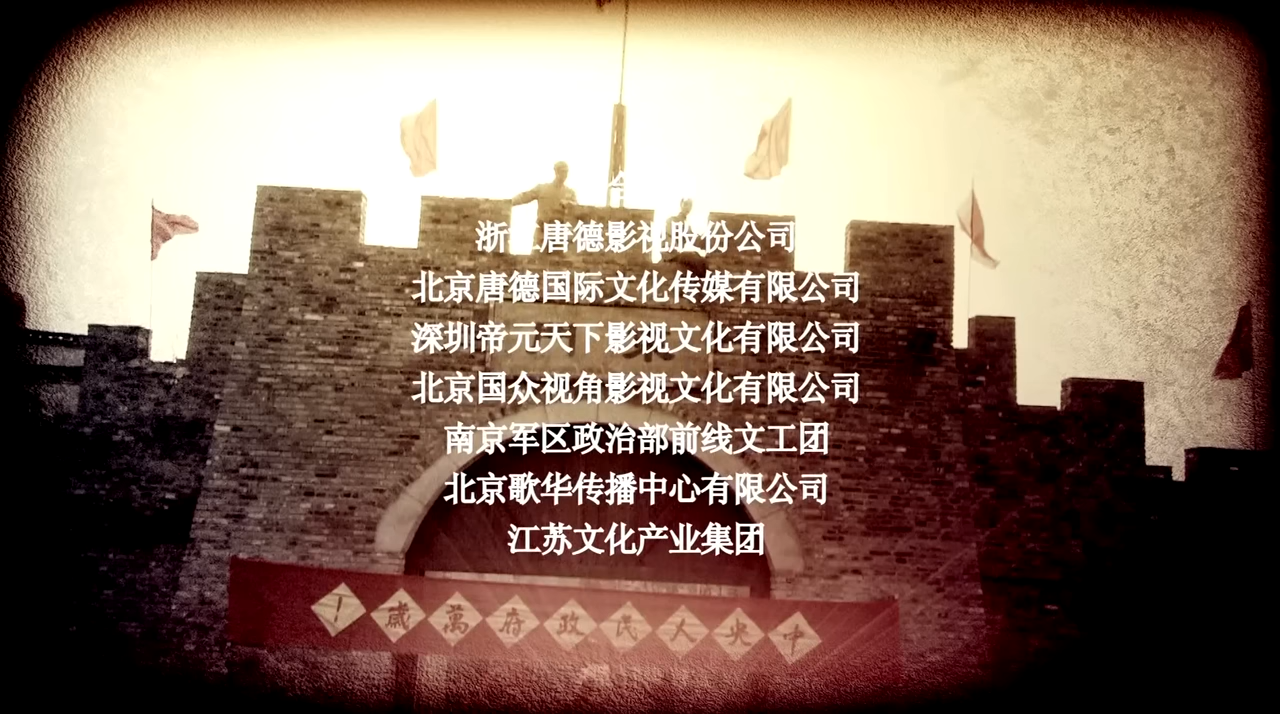 浙江唐德影视股份公司
北京唐德国际文化传媒有限公司
深圳帝元天下影视文化有限公司
北京国众视角影视文化有限公司
南京军区政治部前线文工团
北京歌华传播中心有限公司
江苏文化产业集团
中央人民政府萬歲！